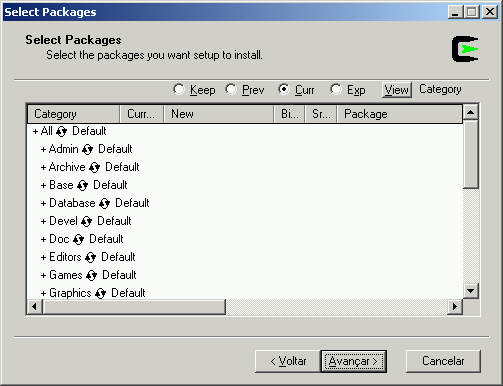 Select Packages
Select Packages
Select the packages you want setup to install.
Keep Prev Curr Exp View Category
Category Curr... New Bi... Sr... Package
+ All Default
+ Admin Default
+ Archive Default
+ Base Default
+ Database Default
+ Devel Default
+ Doc Default
+ Editors Default
+ Games Default
+ Graphics Default
< Voltar Avançar > Cancelar